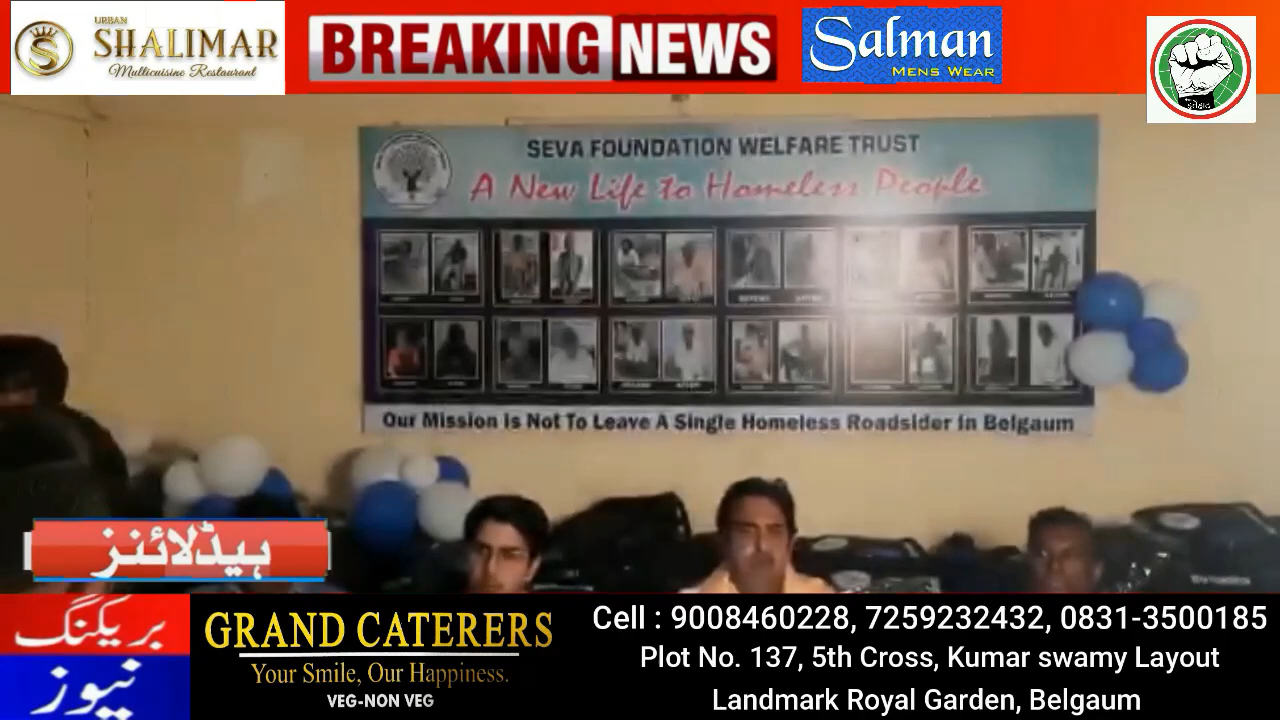 URBAN
SHALIMAR
Multicuisine Restaurant
BREAKING NEWS
Salman
MENS WEAR
SEVA FOUNDATION WELFARE TRUST
A New Life to Homeless People
Our Mission is Not To Leave A Single Homeless Roadsider in Belgaum
ہیڈلائنز
بریکنگ
نیوز
GRAND CATERERS
Your Smile, Our Happiness.
VEG-NON VEG
Cell : 9008460228, 7259232432, 0831-3500185
Plot No. 137, 5th Cross, Kumar swamy Layout
Landmark Royal Garden, Belgaum